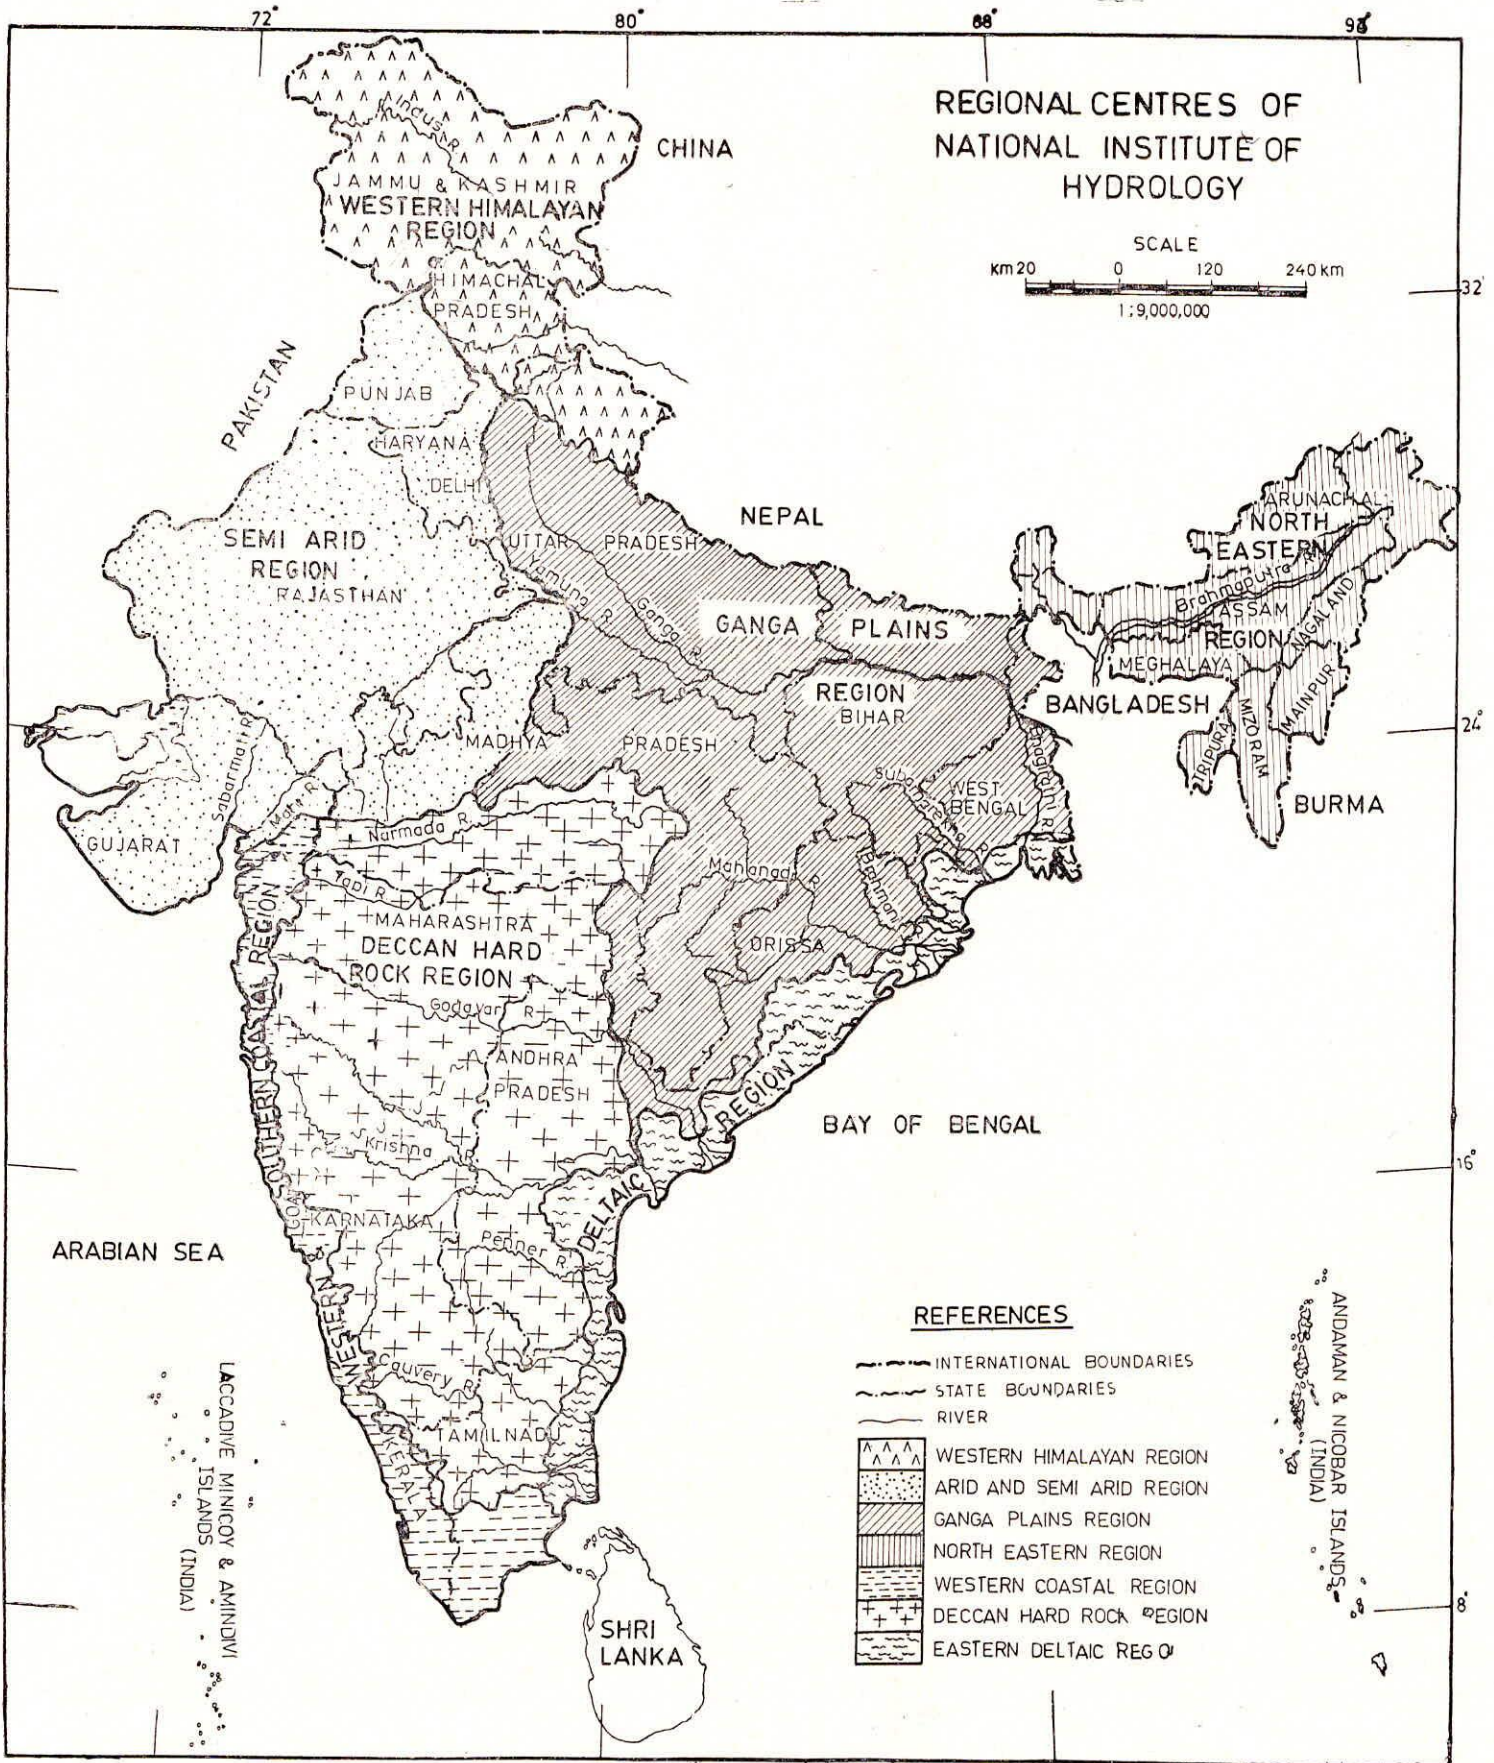 72°
80°
88°
REGIONAL CENTRES OF
NATIONAL INSTITUTE OF
HYDROLOGY
SCALE
km 20 0 120 240 km
1:9,000,000
32°
CHINA
Indus R.
JAMMU & KASHMIR
WESTERN HIMALAYAN
REGION
HIMACHAL
PRADESH
PAKISTAN
PUNJAB
HARYANA
DELHI
NEPAL
SEMI ARID
REGION
RAJASTHAN
UTTAR PRADESH
Yamuna R.
Ganga R.
GANGA PLAINS
REGION
BIHAR
ARUNACHAL
NORTH
EASTERN
Brahmaputra R.
ASSAM
REGION
NAGALAND
MEGHALAYA
BANGLADESH
MAINPUR
MIZORAM
TRIPURA
24°
BURMA
MADHYA PRADESH
Sabarmati R.
Mahi R.
GUJARAT
Narmada R.
Tapi R.
Subarnarekha R.
WEST
BENGAL
Bhagirathi R.
Mahanadi R.
Brahmani R.
ORISSA
MAHARASHTRA
DECCAN HARD
ROCK REGION
Godavari R.
ANDHRA
PRADESH
Krishna
DELTAIC REGION
BAY OF BENGAL
16°
WESTERN & SOUTHERN COASTAL REGION
GOA
KARNATAKA
Penner R.
ARABIAN SEA
Cauvery R.
TAMILNADU
KERALA
LACCADIVE MINICOY & AMINDIVI
ISLANDS
(INDIA)
SHRI
LANKA
ANDAMAN & NICOBAR ISLANDS
(INDIA)
8°
REFERENCES
INTERNATIONAL BOUNDARIES
STATE BOUNDARIES
RIVER
WESTERN HIMALAYAN REGION
ARID AND SEMI ARID REGION
GANGA PLAINS REGION
NORTH EASTERN REGION
WESTERN COASTAL REGION
DECCAN HARD ROCK REGION
EASTERN DELTAIC REGIO